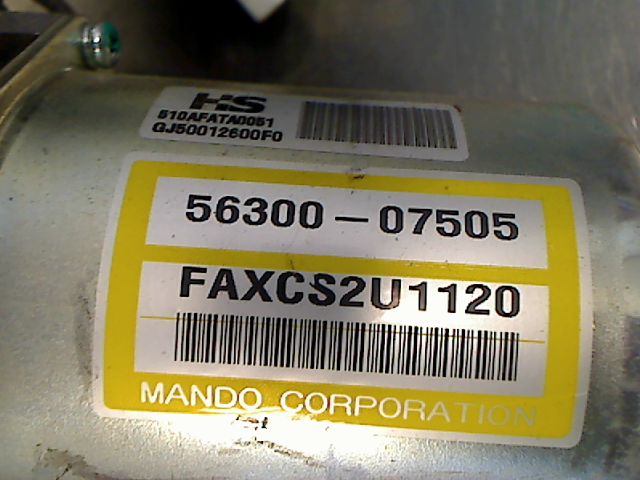 HS
510AFATA0051
GJ50012600F0
56300-07505
FAXCS2U1120
MANDO CORPORATION